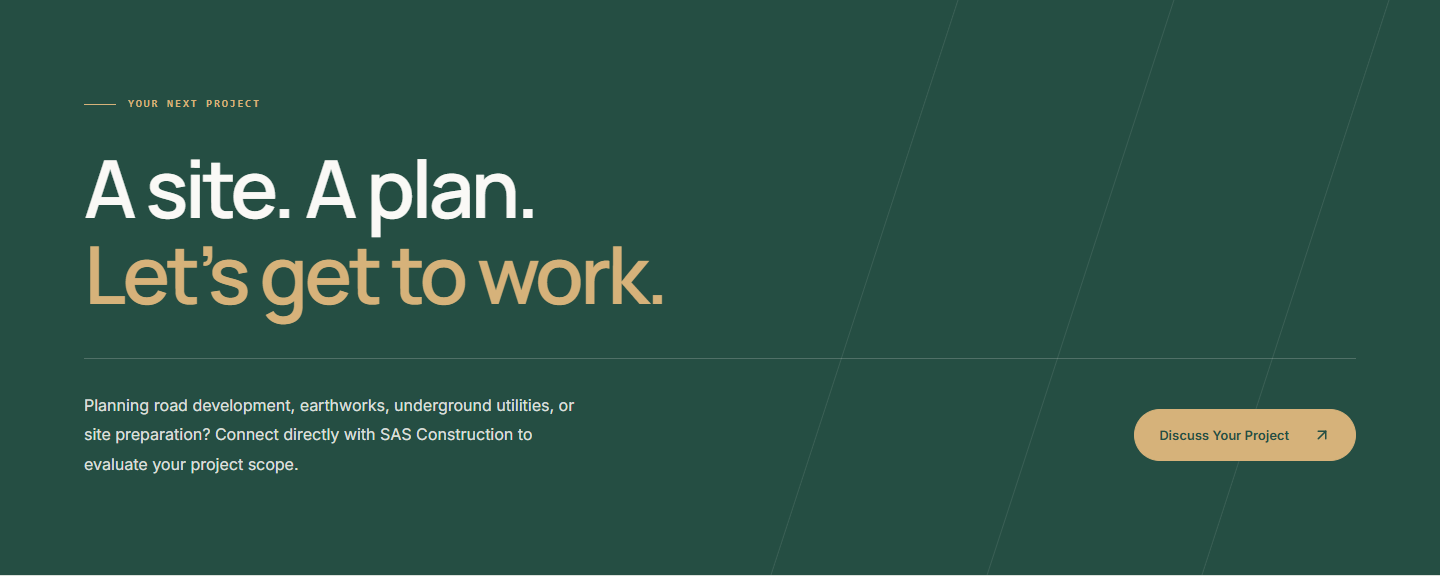 YOUR NEXT PROJECT
A site. A plan.
Let’s get to work.
Planning road development, earthworks, underground utilities, or
site preparation? Connect directly with SAS Construction to
evaluate your project scope.
Discuss Your Project